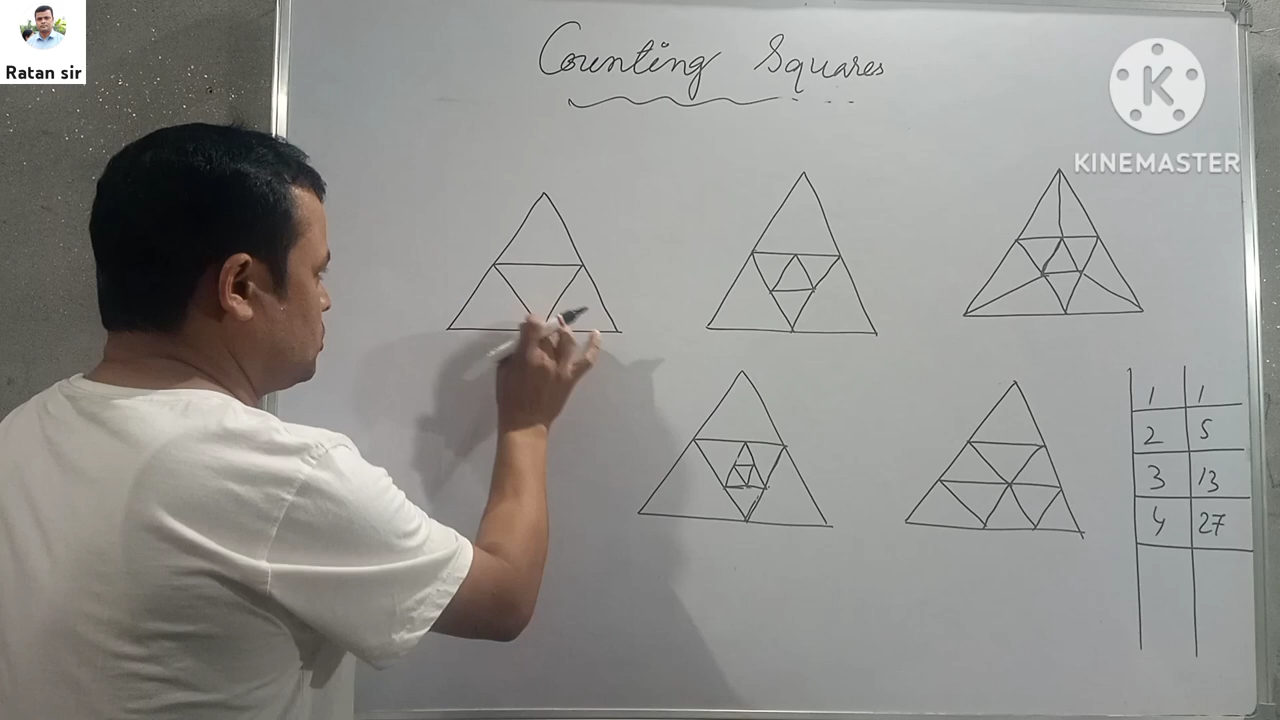 Ratan sir
Counting Squares
K
KINEMASTER
1 1
2 5
3 13
4 27